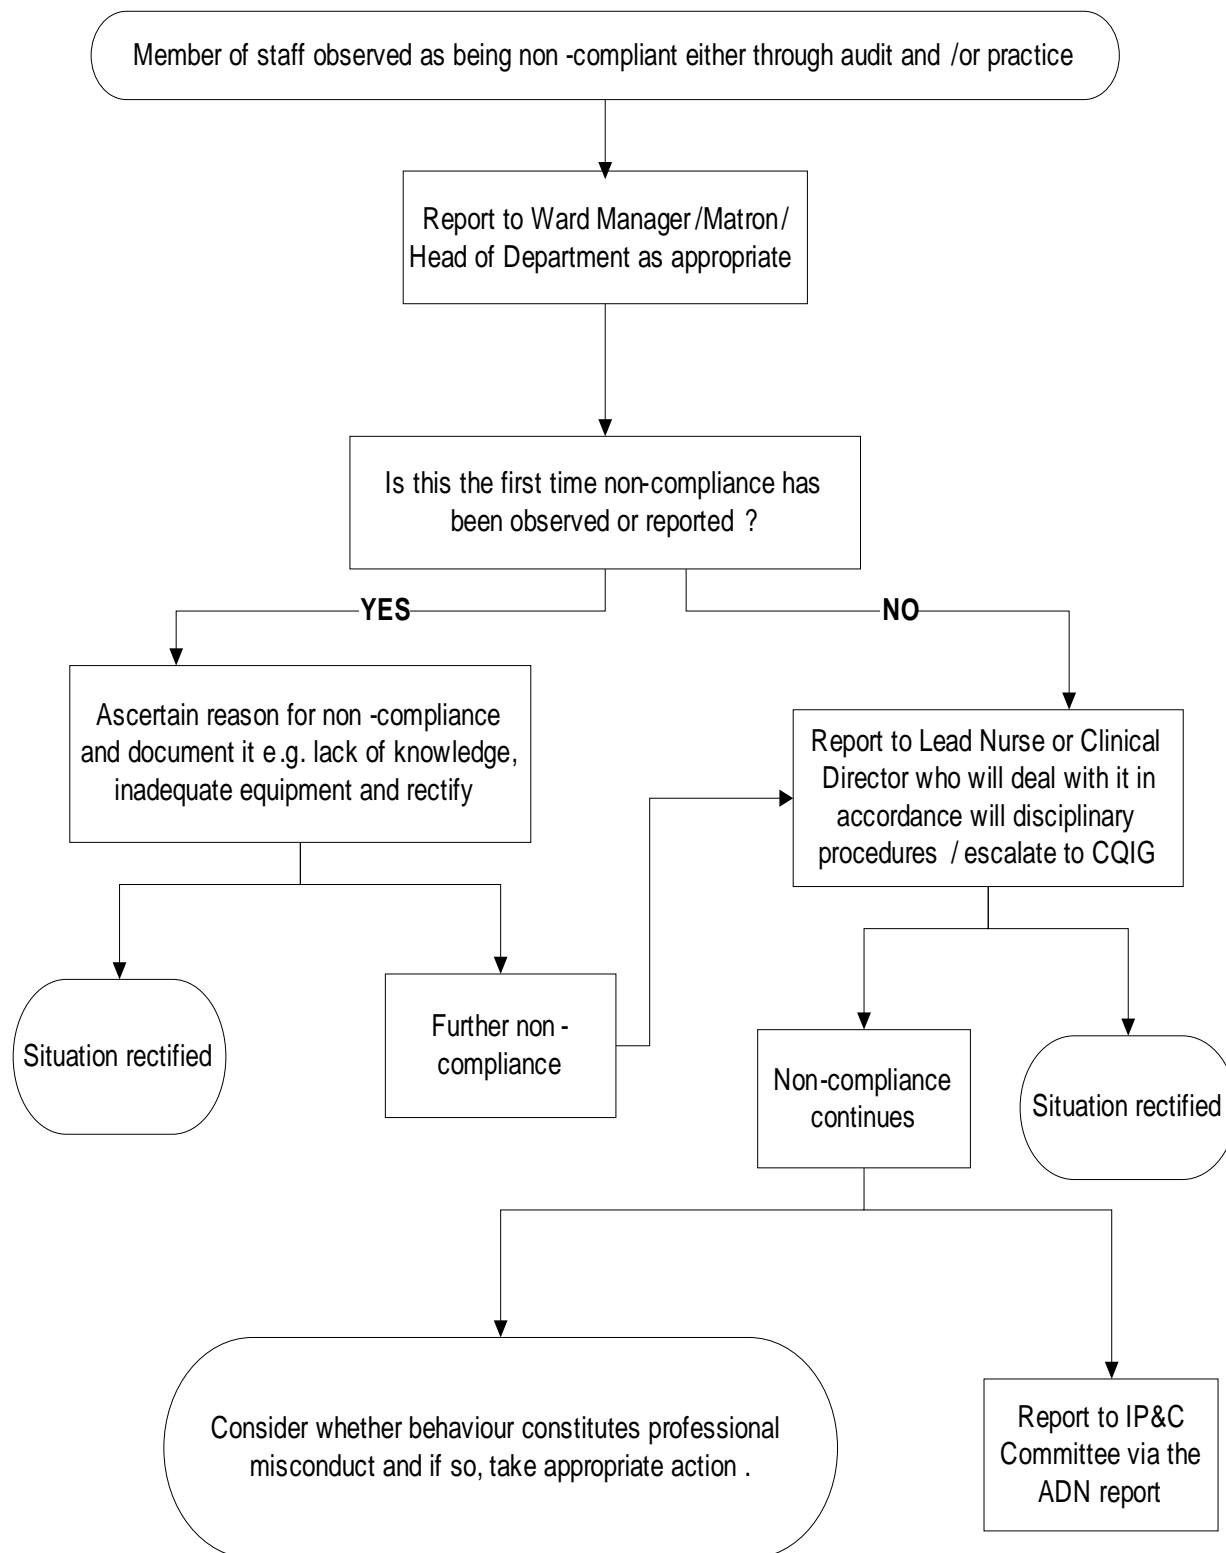 Member of staff observed as being non -compliant either through audit and /or practice
Report to Ward Manager /Matron /
Head of Department as appropriate
Is this the first time non-compliance has
been observed or reported ?
YES
NO
Ascertain reason for non -compliance
and document it e.g. lack of knowledge,
inadequate equipment and rectify
Report to Lead Nurse or Clinical
Director who will deal with it in
accordance will disciplinary
procedures / escalate to CQIG
Situation rectified
Further non -
compliance
Non-compliance
continues
Situation rectified
Consider whether behaviour constitutes professional
misconduct and if so, take appropriate action .
Report to IP&C
Committee via the
ADN report